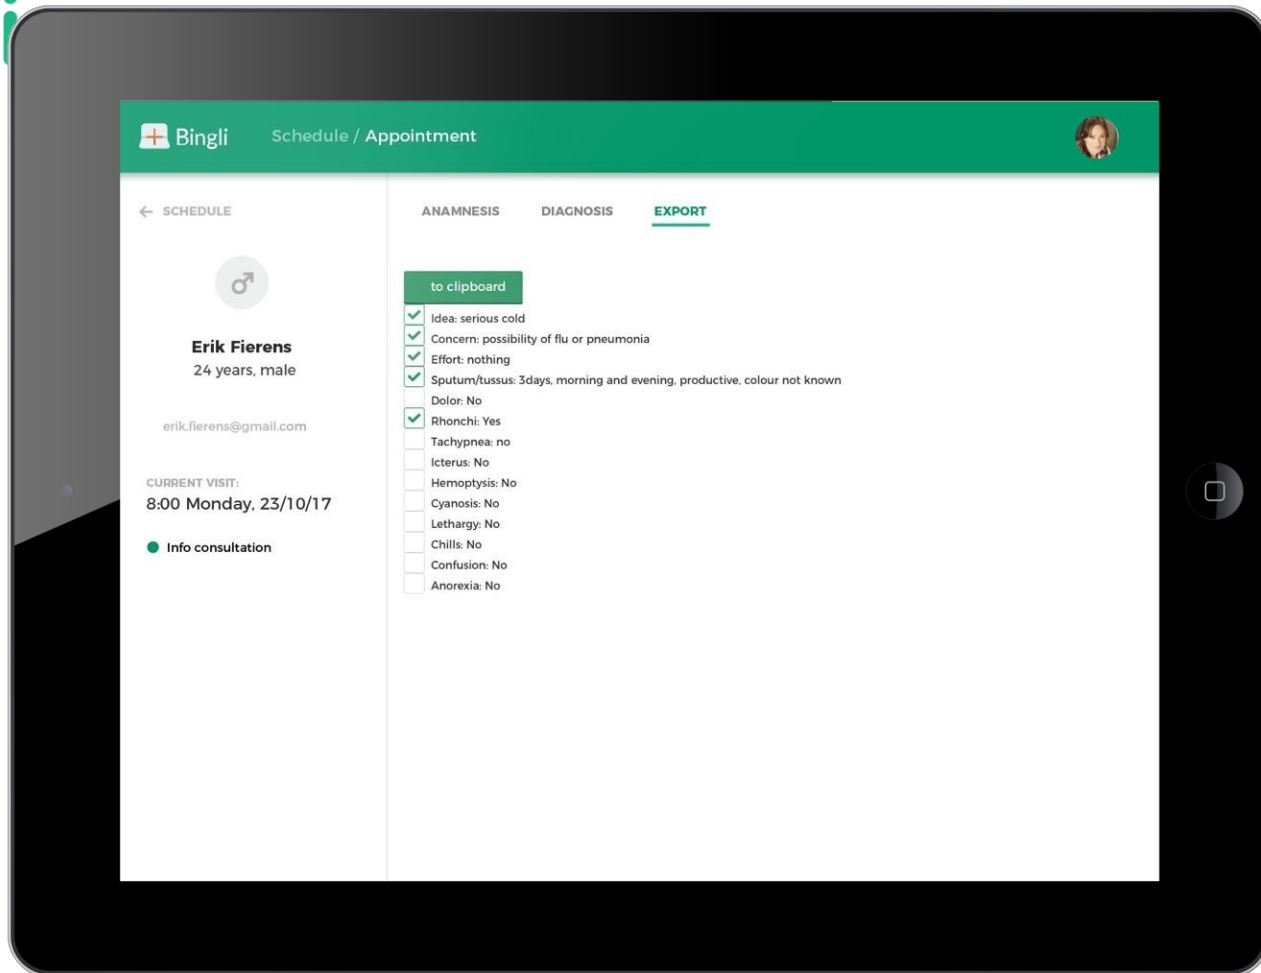 Bingli Schedule / Appointment
← SCHEDULE
ANAMNESIS DIAGNOSIS EXPORT
Erik Fierens
24 years, male
erik.fierens@gmail.com
CURRENT VISIT:
8:00 Monday, 23/10/17
Info consultation
to clipboard
Idea: serious cold
Concern: possibility of flu or pneumonia
Effort: nothing
Sputum/tussus: 3days, morning and evening, productive, colour not known
Dolor: No
Rhonchi: Yes
Tachypnea: no
Icterus: No
Hemoptysis: No
Cyanosis: No
Lethargy: No
Chills: No
Confusion: No
Anorexia: No